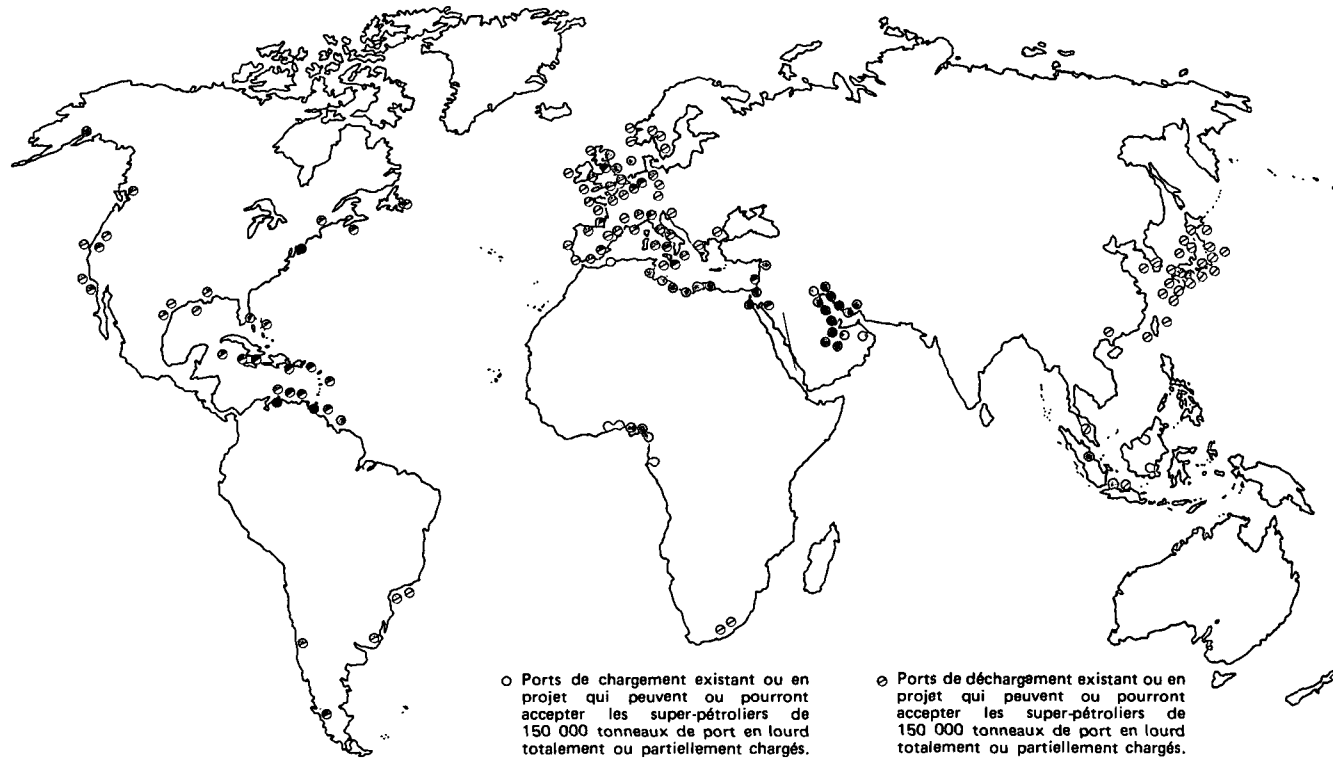 Ports de chargement existant ou en
projet qui peuvent ou pourront
accepter les super-pétroliers de
150 000 tonneaux de port en lourd
totalement ou partiellement chargés.
Ports de déchargement existant ou en
projet qui peuvent ou pourront
accepter les super-pétroliers de
150 000 tonneaux de port en lourd
totalement ou partiellement chargés.